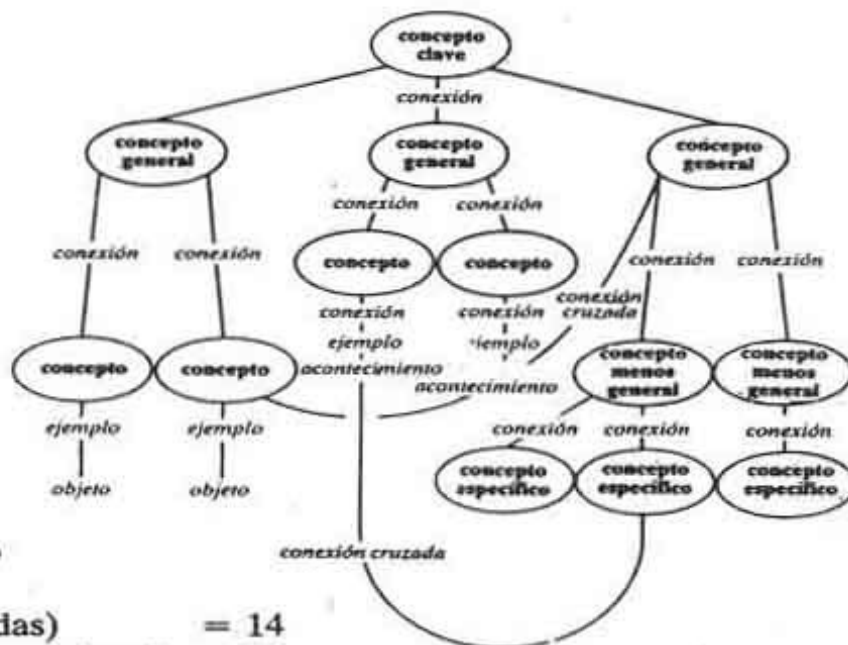 concepto
clave
conexión
concepto
general
concepto
general
concepto
general
conexión
conexión
conexión
conexión
concepto
concepto
conexión
conexión
conexión
cruzada
conexión
conexión
ejemplo
acontecimiento
acontecimiento
concepto
concepto
concepto
menos
general
concepto
menos
general
ejemplo
ejemplo
conexión
conexión
conexión
objeto
objeto
concepto
específico
concepto
específico
concepto
específico
conexión cruzada
das) = 14